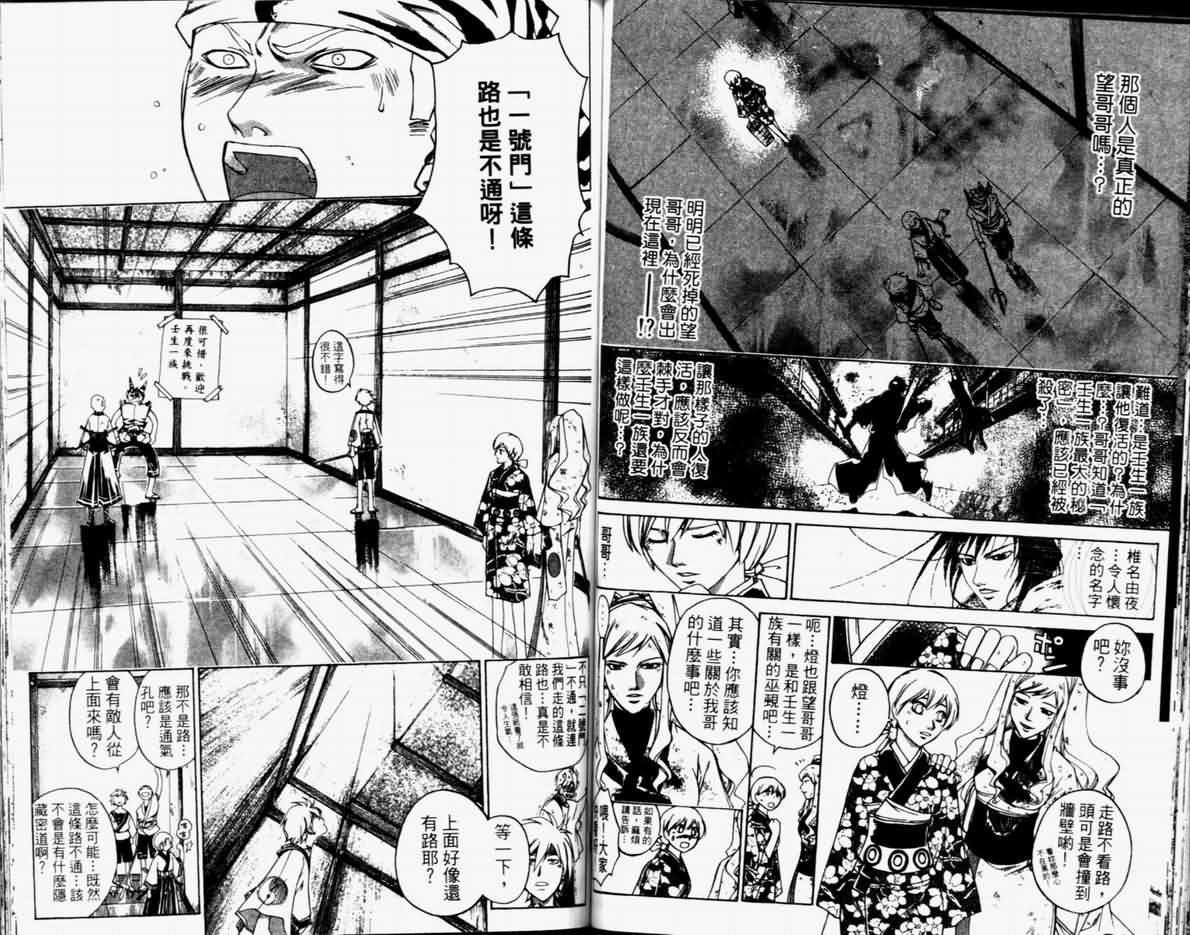 那個人是真正的
望哥哥嗎…?
明明已經死掉的望
哥哥，為什麼會出
現在這裡——!?
難道…是壬生一族
讓他復活的?為什
麼…?哥哥知道「
壬生一族最大的秘
密」，應該已經被
殺了…
讓那樣子的人復
活，應該反而會
棘手才對，為什
麼壬生一族還要
這樣做呢…?
椎名由夜
…令人懷
念的名字
…
哥哥…
妳沒事
吧?
燈…
走路不看路，
頭可是會撞到
牆壁喲！
呃…燈也跟望哥哥
一樣，是和壬生一
族有關的巫覡吧…
其實…你應該知
道一些關於我哥
的什麼事吧…
如果有的
話，麻煩
請告訴…
喂！大家
「一號門」這條
路也是不通呀！
很可惜，歡迎
再度來挑戰。
壬生一族
這字寫得
很不錯！
不只「一號門
」不通，就連
我們走的這條
路也…真是不
敢相信！
等一下
上面好像還
有路耶?
那不是路…
應該是通氣
孔吧?
會有敵人從
上面來嗎?
怎麼可能…既然
這條路不通…該
不會是有什麼隱
藏密道啊?